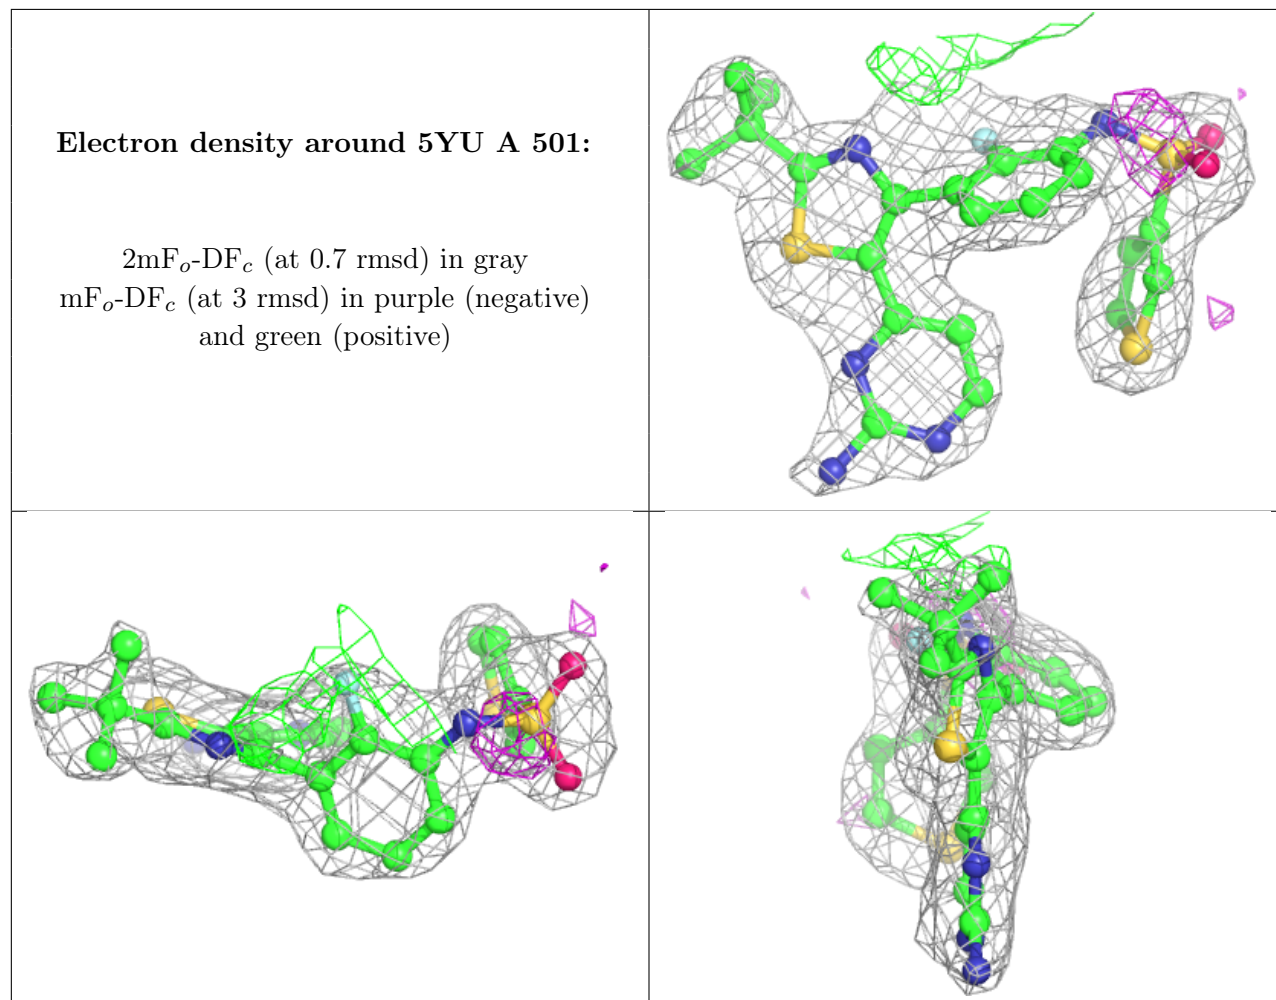 Electron density around 5YU A 501:
2mFo-DFc (at 0.7 rmsd) in gray
mFo-DFc (at 3 rmsd) in purple (negative)
and green (positive)